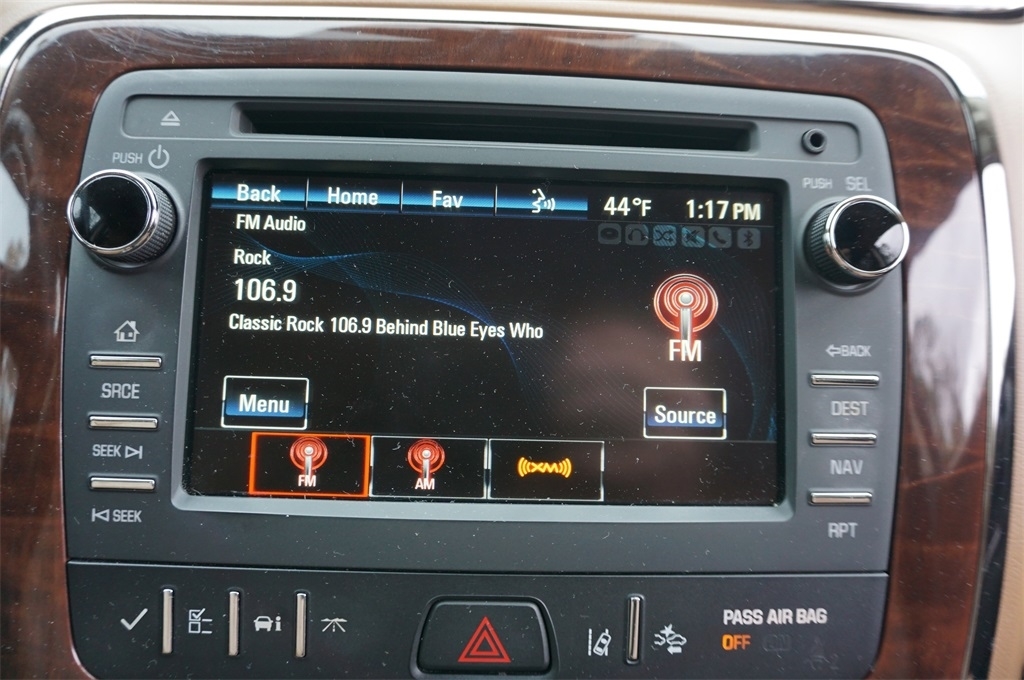 PUSH
PUSH SEL
Back Home Fav 44°F 1:17 PM
FM Audio
Rock
106.9
Classic Rock 106.9 Behind Blue Eyes Who
FM
Menu
Source
FM AM XM
SRCE
SEEK
SEEK
BACK
DEST
NAV
RPT
PASS AIR BAG
OFF